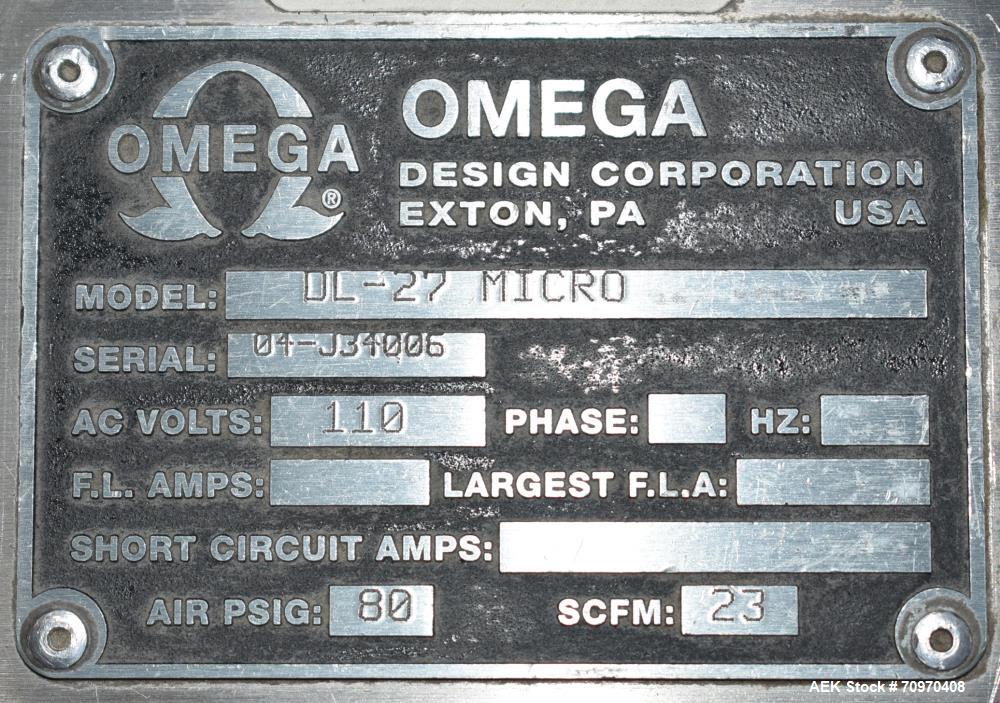 OMEGA ®
OMEGA
DESIGN CORPORATION
EXTON, PA USA
MODEL: DL-27 MICRO
SERIAL: 04-J34006
AC VOLTS: 110 PHASE: HZ:
F.L. AMPS: LARGEST F.L.A:
SHORT CIRCUIT AMPS:
AIR PSIG: 80 SCFM: 23
AEK Stock # 70970408